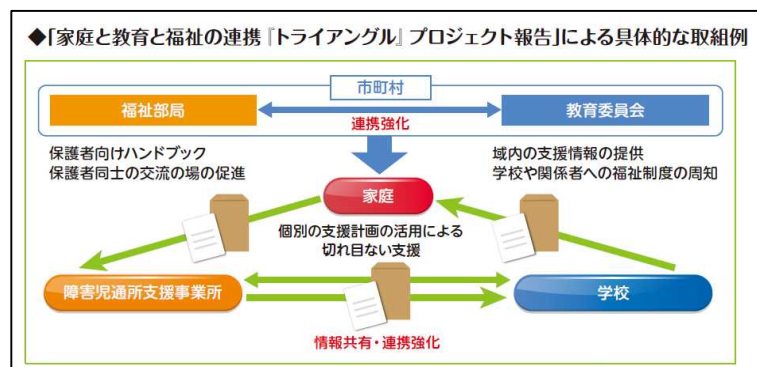 ◆「家庭と教育と福祉の連携『トライアングル』プロジェクト報告」による具体的な取組例
市町村
福祉部局
教育委員会
連携強化
保護者向けハンドブック
保護者同士の交流の場の促進
域内の支援情報の提供
学校や関係者への福祉制度の周知
家庭
個別の支援計画の活用による
切れ目ない支援
障害児通所支援事業所
学校
情報共有・連携強化